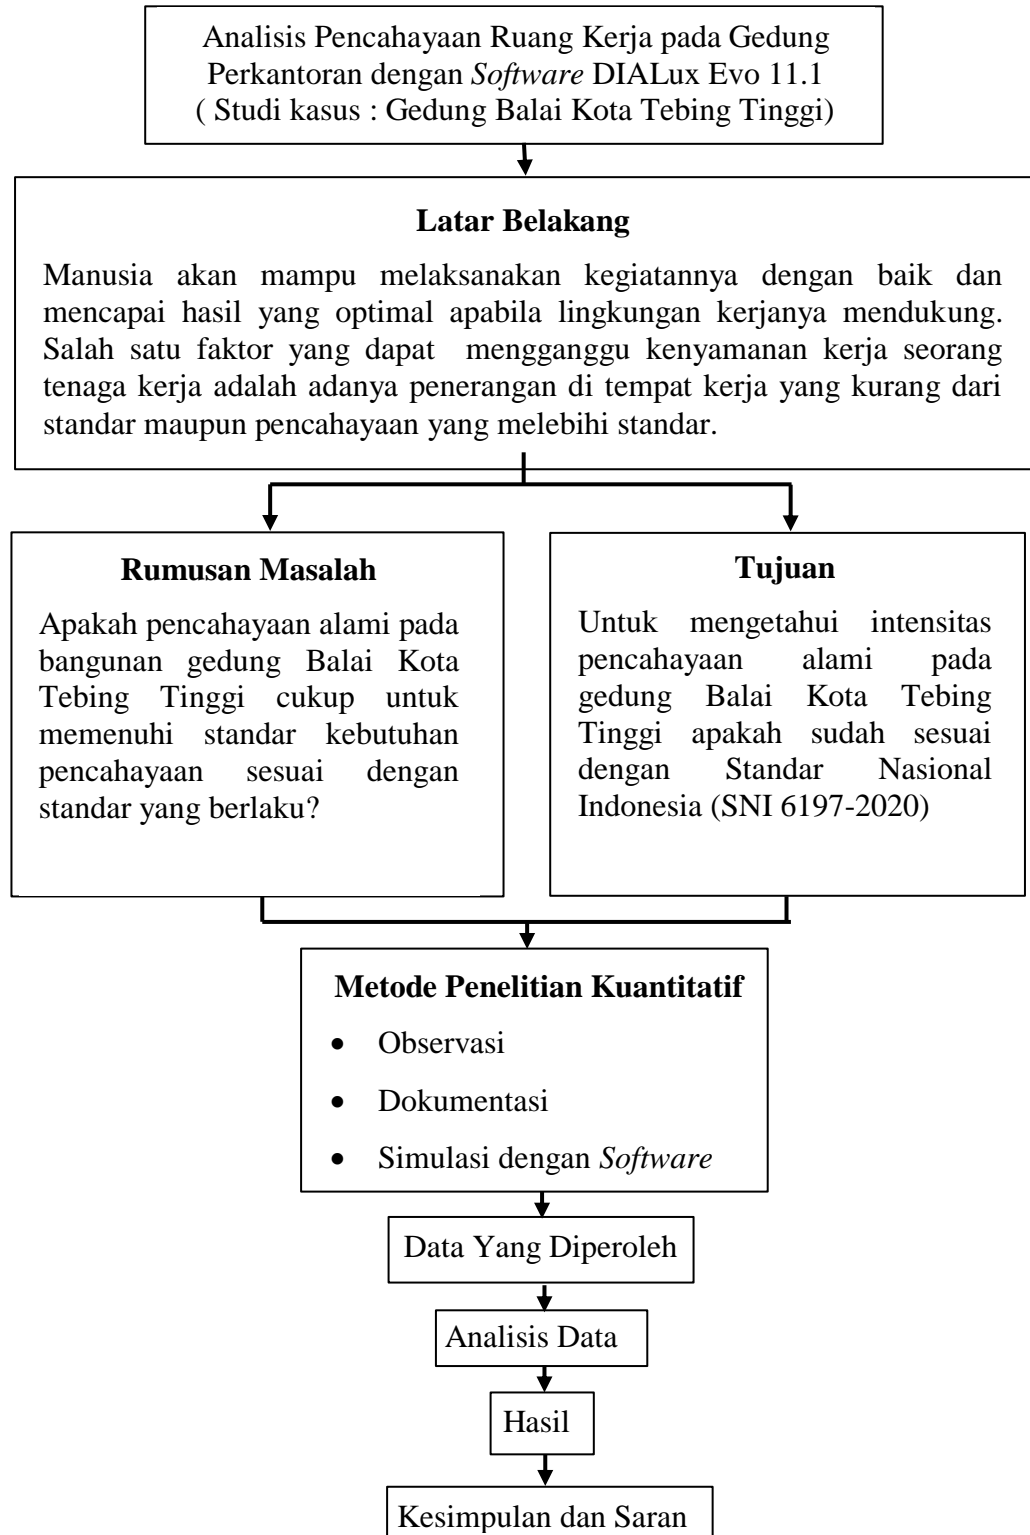 Analisis Pencahayaan Ruang Kerja pada Gedung
Perkantoran dengan Software DIALux Evo 11.1
( Studi kasus : Gedung Balai Kota Tebing Tinggi)
Latar Belakang
Manusia akan mampu melaksanakan kegiatannya dengan baik dan
mencapai hasil yang optimal apabila lingkungan kerjanya mendukung.
Salah satu faktor yang dapat mengganggu kenyamanan kerja seorang
tenaga kerja adalah adanya penerangan di tempat kerja yang kurang dari
standar maupun pencahayaan yang melebihi standar.
Rumusan Masalah
Apakah pencahayaan alami pada
bangunan gedung Balai Kota
Tebing Tinggi cukup untuk
memenuhi standar kebutuhan
pencahayaan sesuai dengan
standar yang berlaku?
Tujuan
Untuk mengetahui intensitas
pencahayaan alami pada
gedung Balai Kota Tebing
Tinggi apakah sudah sesuai
dengan Standar Nasional
Indonesia (SNI 6197-2020)
Metode Penelitian Kuantitatif
• Observasi
• Dokumentasi
• Simulasi dengan Software
Data Yang Diperoleh
Analisis Data
Hasil
Kesimpulan dan Saran